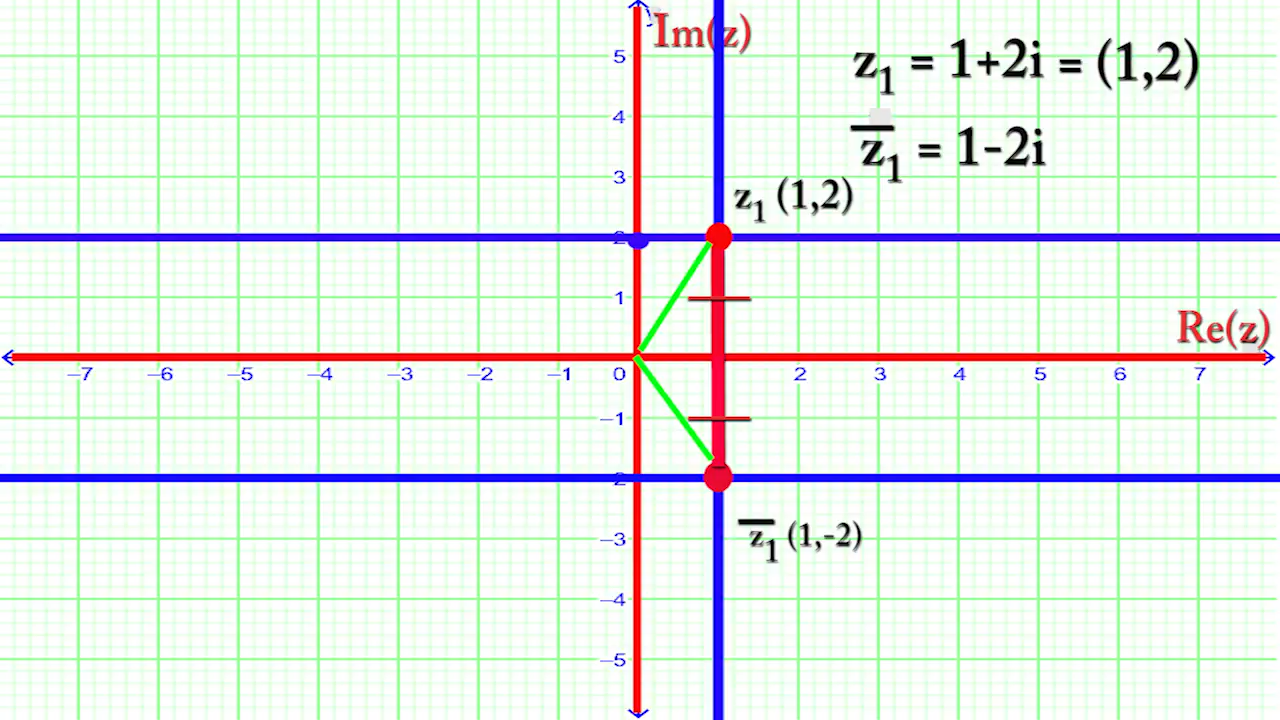 y
Im(z)
z₁ = 1+2i = (1,2)
z̅₁ = 1-2i
z₁ (1,2)
5
4
3
2
1
Re(z)
−7 −6 −5 −4 −3 −2 −1 0 2 3 4 5 6 7
−1
2
−3
−4
−5
z̅₁ (1,-2)